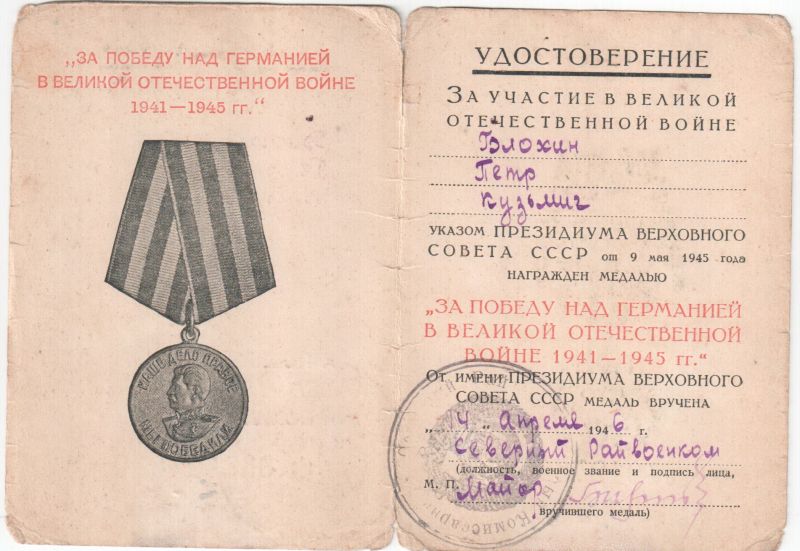 „ЗА ПОБЕДУ НАД ГЕРМАНИЕЙ
В ВЕЛИКОЙ ОТЕЧЕСТВЕННОЙ ВОЙНЕ
1941—1945 гг.“
НАШЕ ДЕЛО ПРАВОЕ
МЫ ПОБЕДИЛИ
УДОСТОВЕРЕНИЕ
ЗА УЧАСТИЕ В ВЕЛИКОЙ
ОТЕЧЕСТВЕННОЙ ВОЙНЕ
Блохин
Петр
Кузьмич
УКАЗОМ ПРЕЗИДИУМА ВЕРХОВНОГО
СОВЕТА СССР от 9 мая 1945 года
НАГРАЖДЕН МЕДАЛЬЮ
„ЗА ПОБЕДУ НАД ГЕРМАНИЕЙ
В ВЕЛИКОЙ ОТЕЧЕСТВЕННОЙ
ВОЙНЕ 1941—1945 гг.“
От имени ПРЕЗИДИУМА ВЕРХОВНОГО
СОВЕТА СССР МЕДАЛЬ ВРУЧЕНА
„14“ апреля 1946 г.
Северный Райвоенком
(должность, военное звание и подпись лица,
М. П. Майор
вручившего медаль)